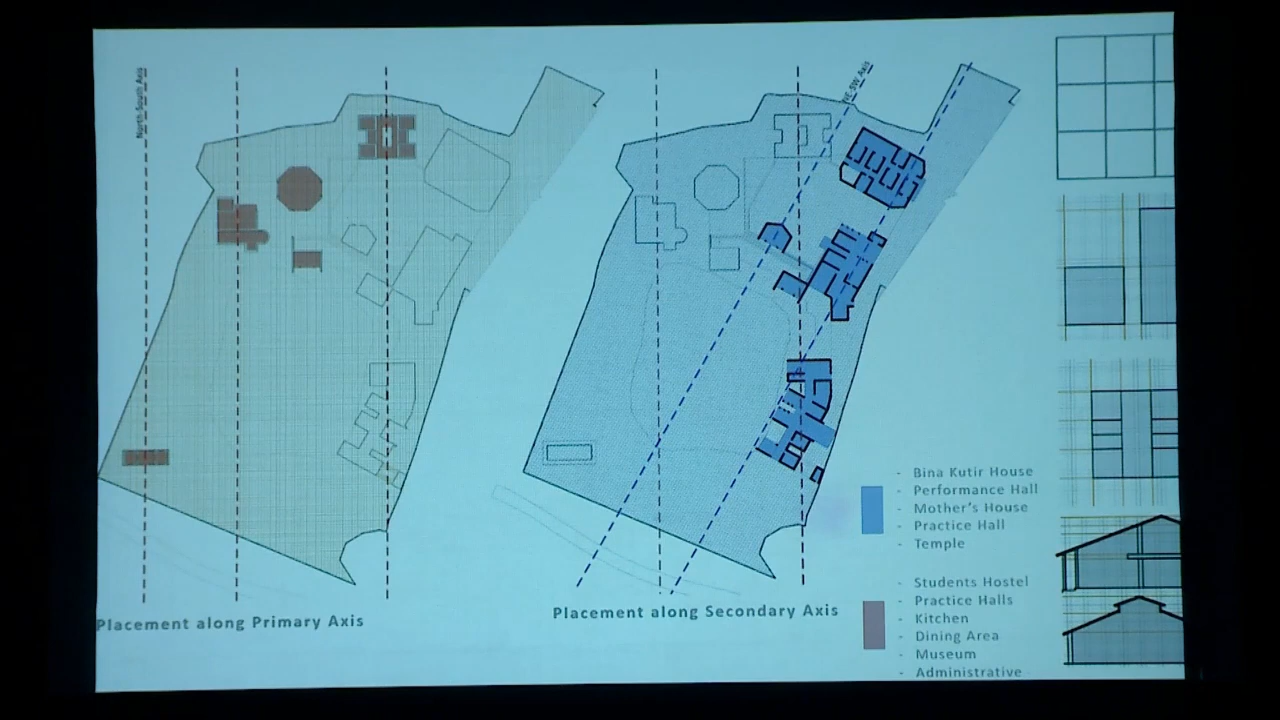 North-South Axis
NE-SW Axis
- Bina Kutir House
- Performance Hall
- Mother's House
- Practice Hall
- Temple
- Students Hostel
- Practice Halls
- Kitchen
- Dining Area
- Museum
- Administrative
Placement along Primary Axis
Placement along Secondary Axis